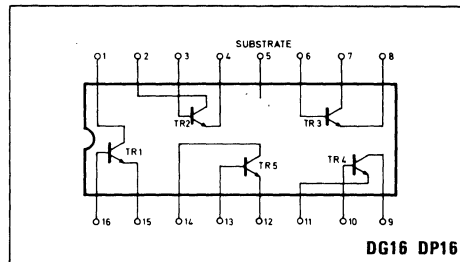 SUBSTRATE
1 2 3 4 5 6 7 8
TR2 TR3
TR1 TR5 TR4
16 15 14 13 12 11 10 9
DG16 DP16